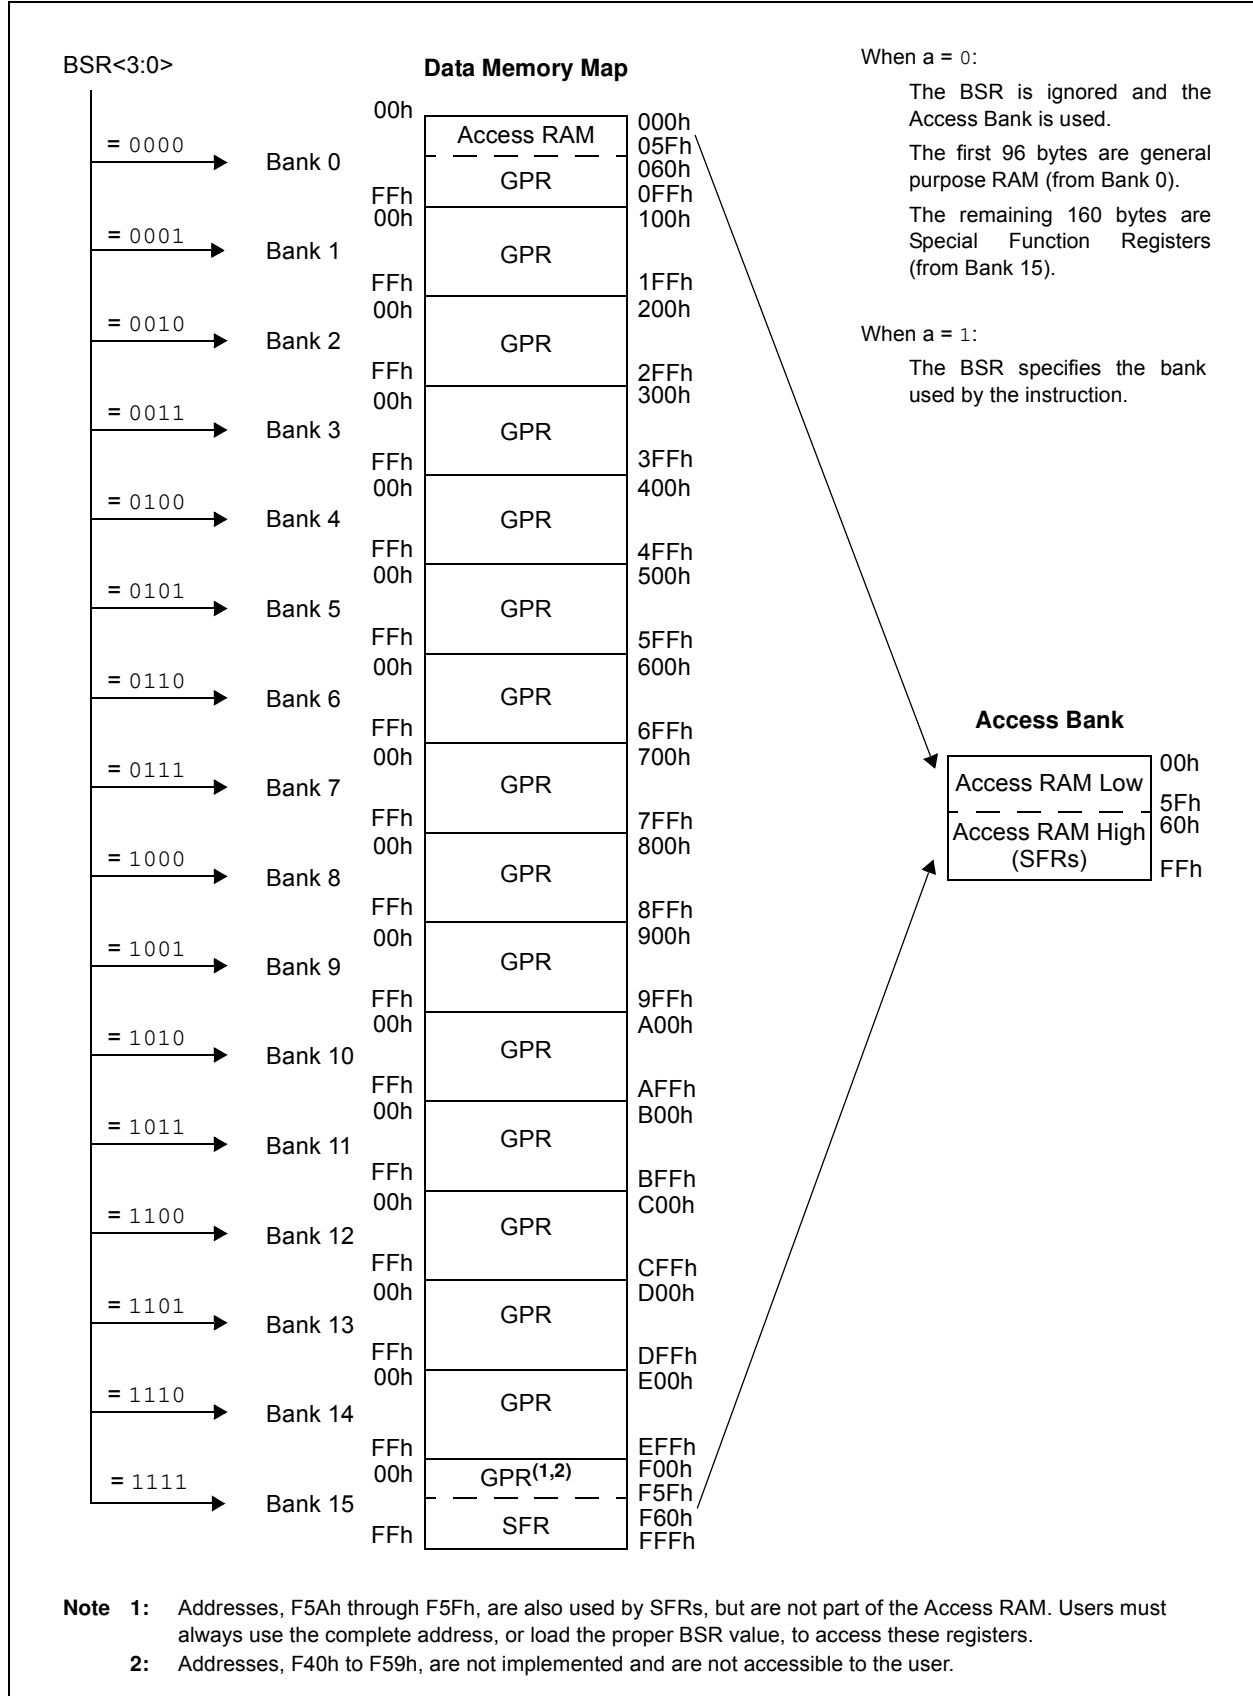 BSR<3:0>
Data Memory Map
When a = 0:
The BSR is ignored and the
Access Bank is used.
The first 96 bytes are general
purpose RAM (from Bank 0).
The remaining 160 bytes are
Special Function Registers
(from Bank 15).
When a = 1:
The BSR specifies the bank
used by the instruction.
= 0000
Bank 0
00h
FFh
Access RAM
GPR
000h
05Fh
060h
0FFh
= 0001
Bank 1
00h
FFh
GPR
100h
1FFh
= 0010
Bank 2
00h
FFh
GPR
200h
2FFh
= 0011
Bank 3
00h
FFh
GPR
300h
3FFh
= 0100
Bank 4
00h
FFh
GPR
400h
4FFh
= 0101
Bank 5
00h
FFh
GPR
500h
5FFh
= 0110
Bank 6
00h
FFh
GPR
600h
6FFh
= 0111
Bank 7
00h
FFh
GPR
700h
7FFh
= 1000
Bank 8
00h
FFh
GPR
800h
8FFh
= 1001
Bank 9
00h
FFh
GPR
900h
9FFh
= 1010
Bank 10
00h
FFh
GPR
A00h
AFFh
= 1011
Bank 11
00h
FFh
GPR
B00h
BFFh
= 1100
Bank 12
00h
FFh
GPR
C00h
CFFh
= 1101
Bank 13
00h
FFh
GPR
D00h
DFFh
= 1110
Bank 14
00h
FFh
GPR
E00h
EFFh
= 1111
Bank 15
00h
FFh
GPR(1,2)
SFR
F00h
F5Fh
F60h
FFFh
Access Bank
Access RAM Low
Access RAM High
(SFRs)
00h
5Fh
60h
FFh
Note 1: Addresses, F5Ah through F5Fh, are also used by SFRs, but are not part of the Access RAM. Users must
always use the complete address, or load the proper BSR value, to access these registers.
2: Addresses, F40h to F59h, are not implemented and are not accessible to the user.